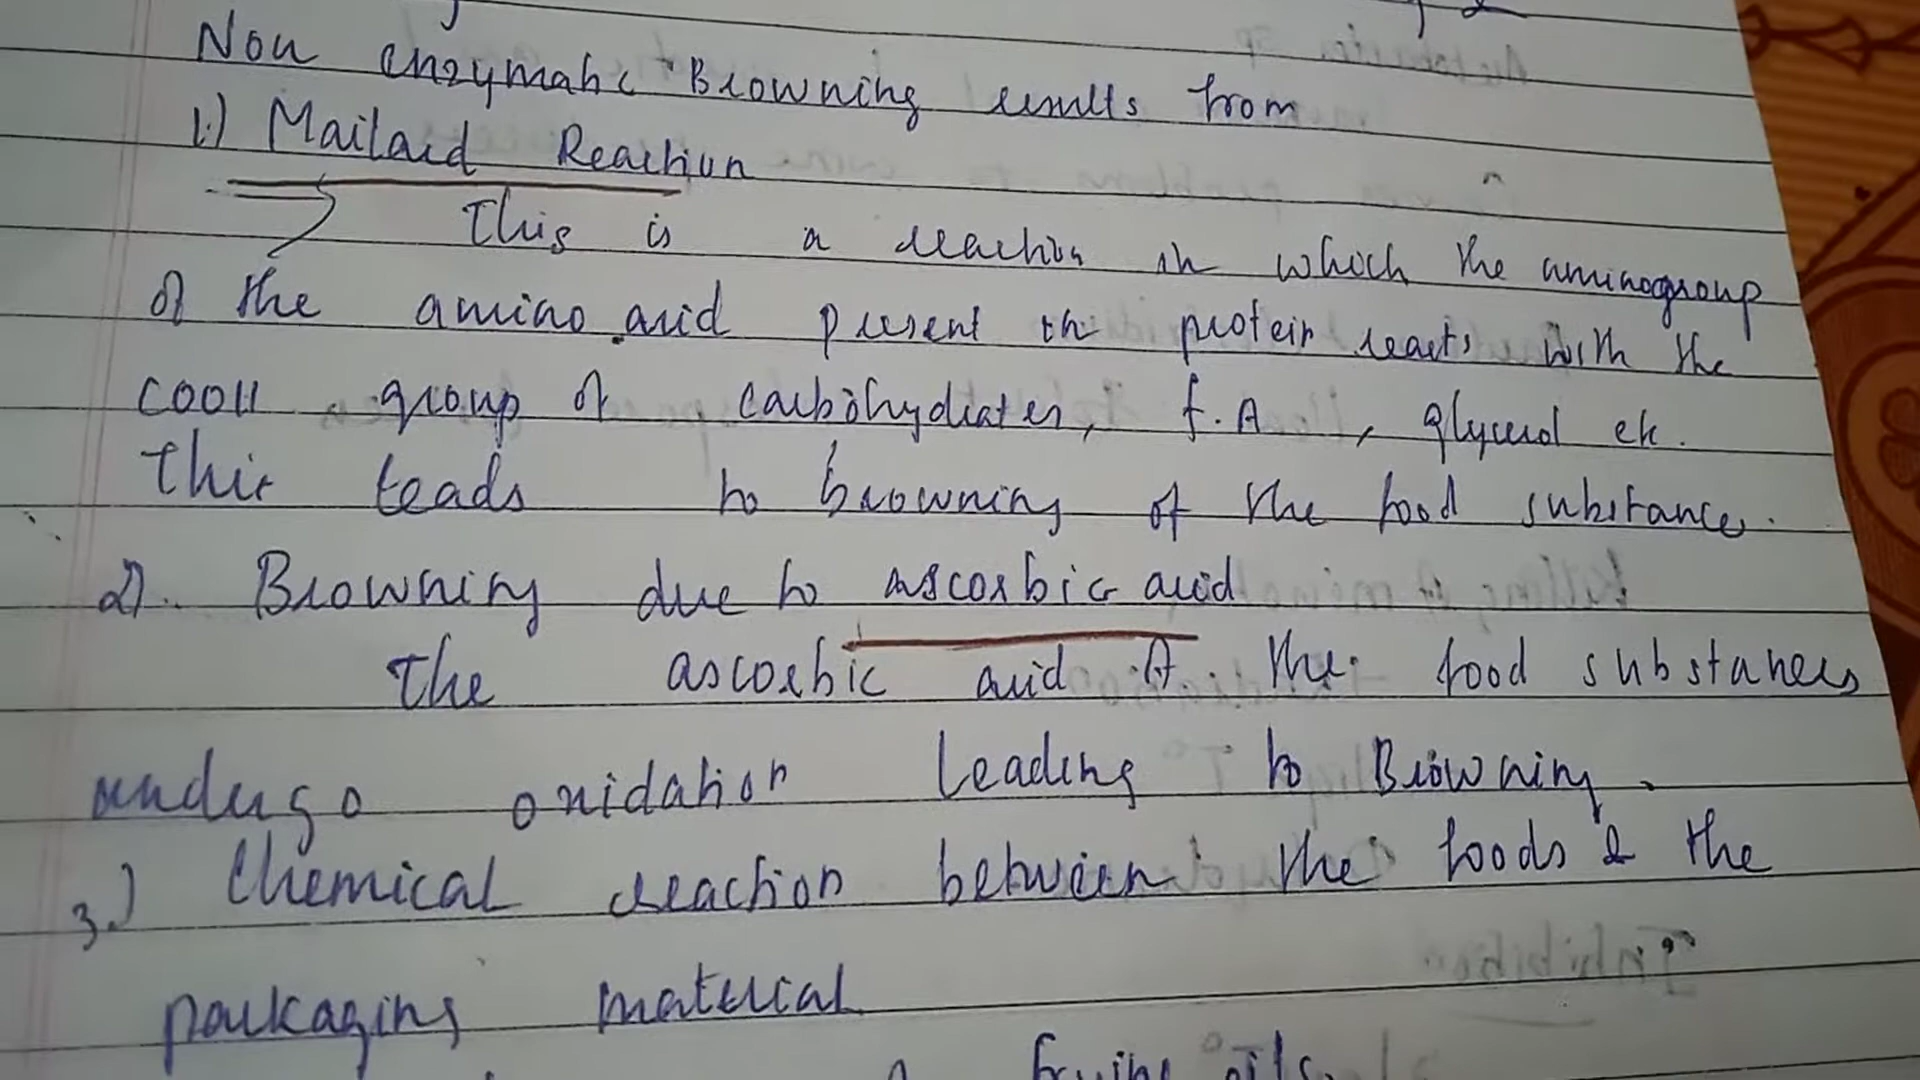 Non enzymatic Browning results from
1.) Mailard Reaction
⇒ This is a reaction in which the aminogroup
of the amino acid present in protein reacts with the
COOH group of carbohydrates, f.A, glycerol etc.
this leads to browning of the food substances.
2). Browning due to ascorbic acid
The ascorbic acid of the food substances
undergo oxidation leading to Browning.
3.) Chemical reaction between the foods & the
packaging material
frying oils.